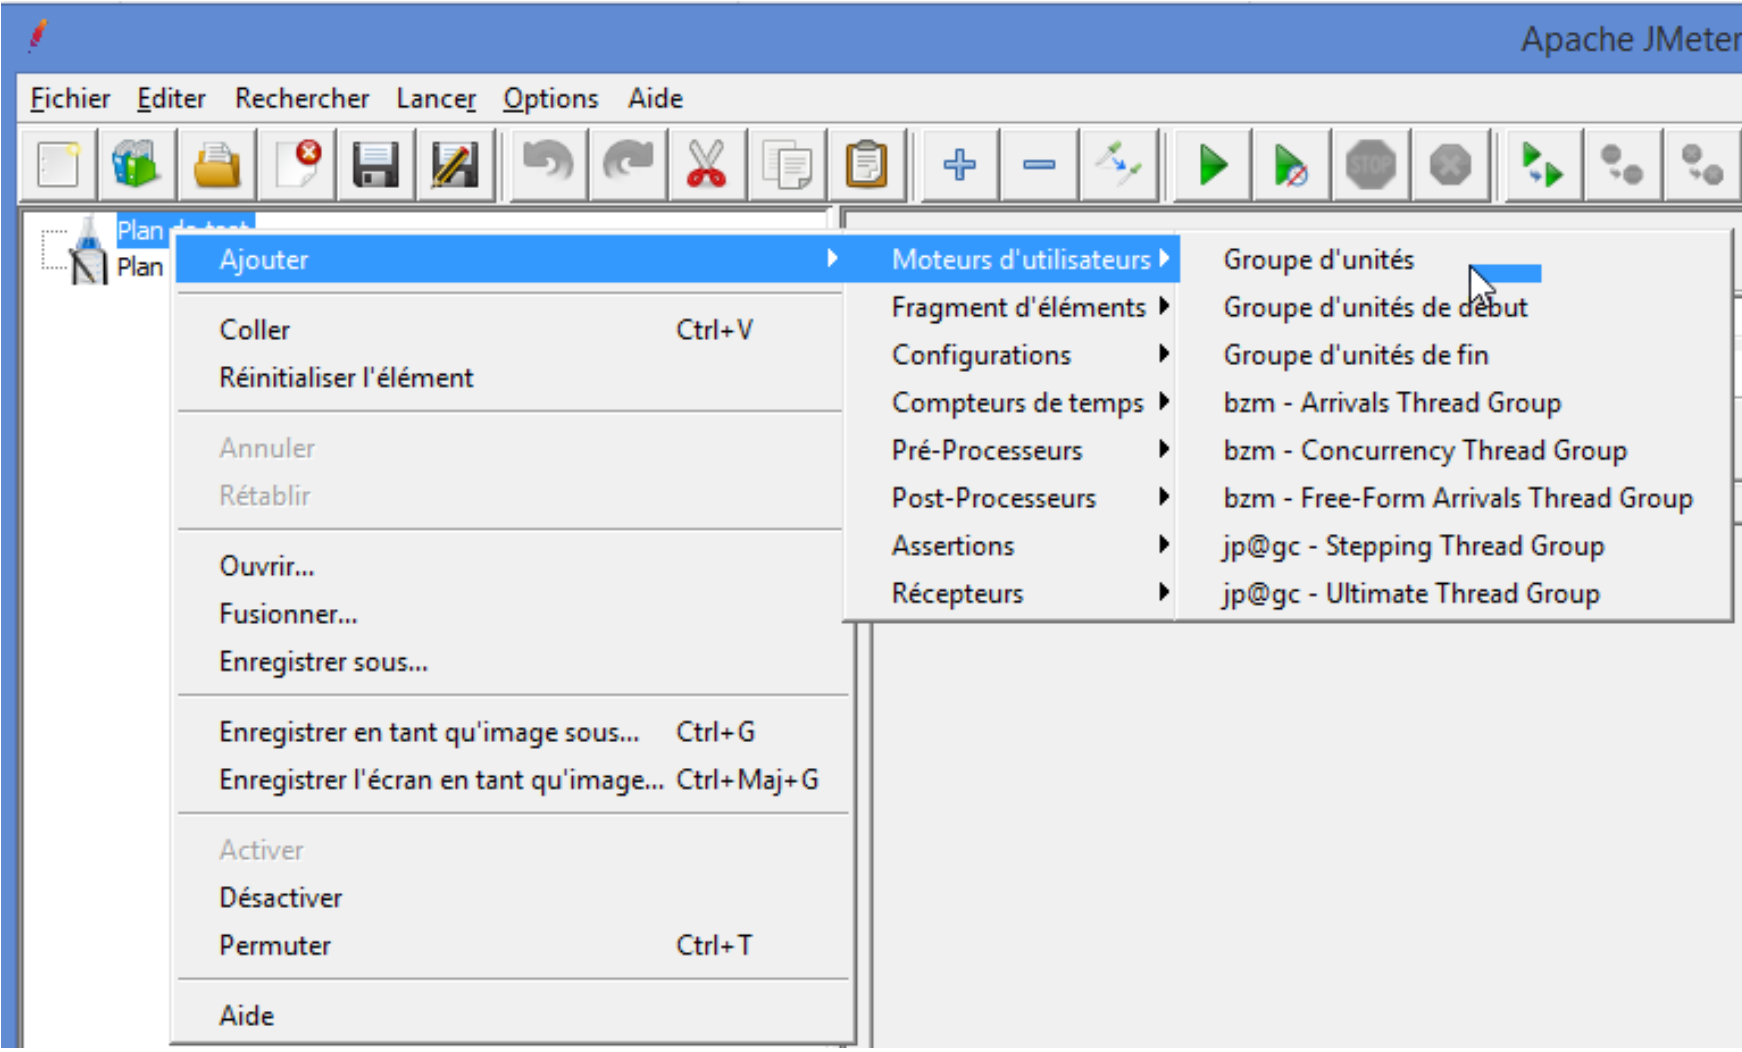 Apache JMeter
Fichier Editer Rechercher Lancer Options Aide
STOP
Plan de test
Plan
Ajouter
Coller Ctrl+V
Réinitialiser l'élément
Annuler
Rétablir
Ouvrir...
Fusionner...
Enregistrer sous...
Enregistrer en tant qu'image sous... Ctrl+G
Enregistrer l'écran en tant qu'image... Ctrl+Maj+G
Activer
Désactiver
Permuter Ctrl+T
Aide
Moteurs d'utilisateurs
Fragment d'éléments
Configurations
Compteurs de temps
Pré-Processeurs
Post-Processeurs
Assertions
Récepteurs
Groupe d'unités
Groupe d'unités de début
Groupe d'unités de fin
bzm - Arrivals Thread Group
bzm - Concurrency Thread Group
bzm - Free-Form Arrivals Thread Group
jp@gc - Stepping Thread Group
jp@gc - Ultimate Thread Group